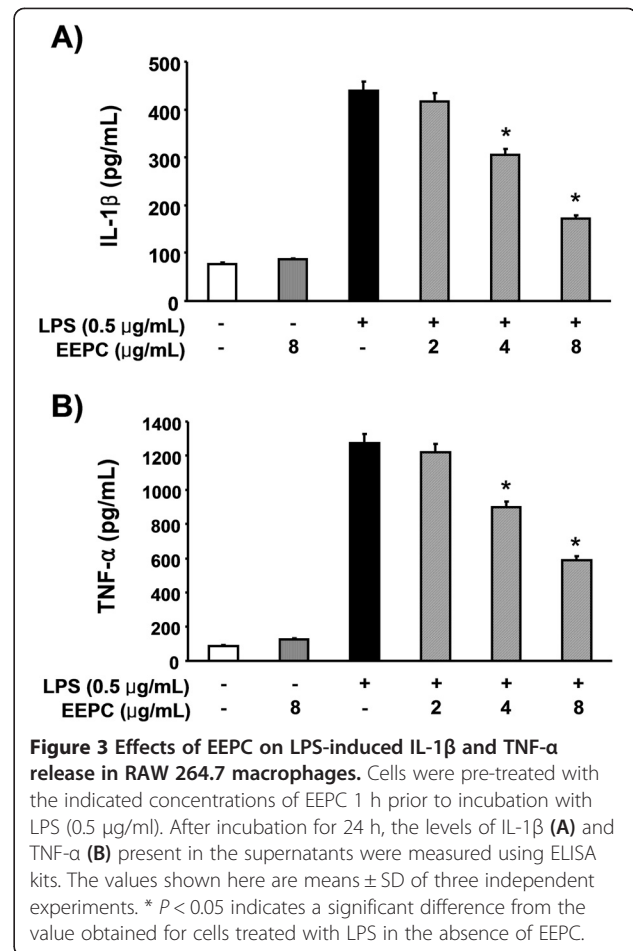 A)
IL-1β (pg/mL)
500
400
300
200
100
0
* *
LPS (0.5 µg/mL) - - + + + +
EEPC (µg/mL) - 8 - 2 4 8
B)
TNF-α (pg/mL)
1400
1200
1000
800
600
400
200
0
* *
LPS (0.5 µg/mL) - - + + + +
EEPC (µg/mL) - 8 - 2 4 8
Figure 3 Effects of EEPC on LPS-induced IL-1β and TNF-α
release in RAW 264.7 macrophages. Cells were pre-treated with
the indicated concentrations of EEPC 1 h prior to incubation with
LPS (0.5 µg/ml). After incubation for 24 h, the levels of IL-1β (A) and
TNF-α (B) present in the supernatants were measured using ELISA
kits. The values shown here are means ± SD of three independent
experiments. * P < 0.05 indicates a significant difference from the
value obtained for cells treated with LPS in the absence of EEPC.